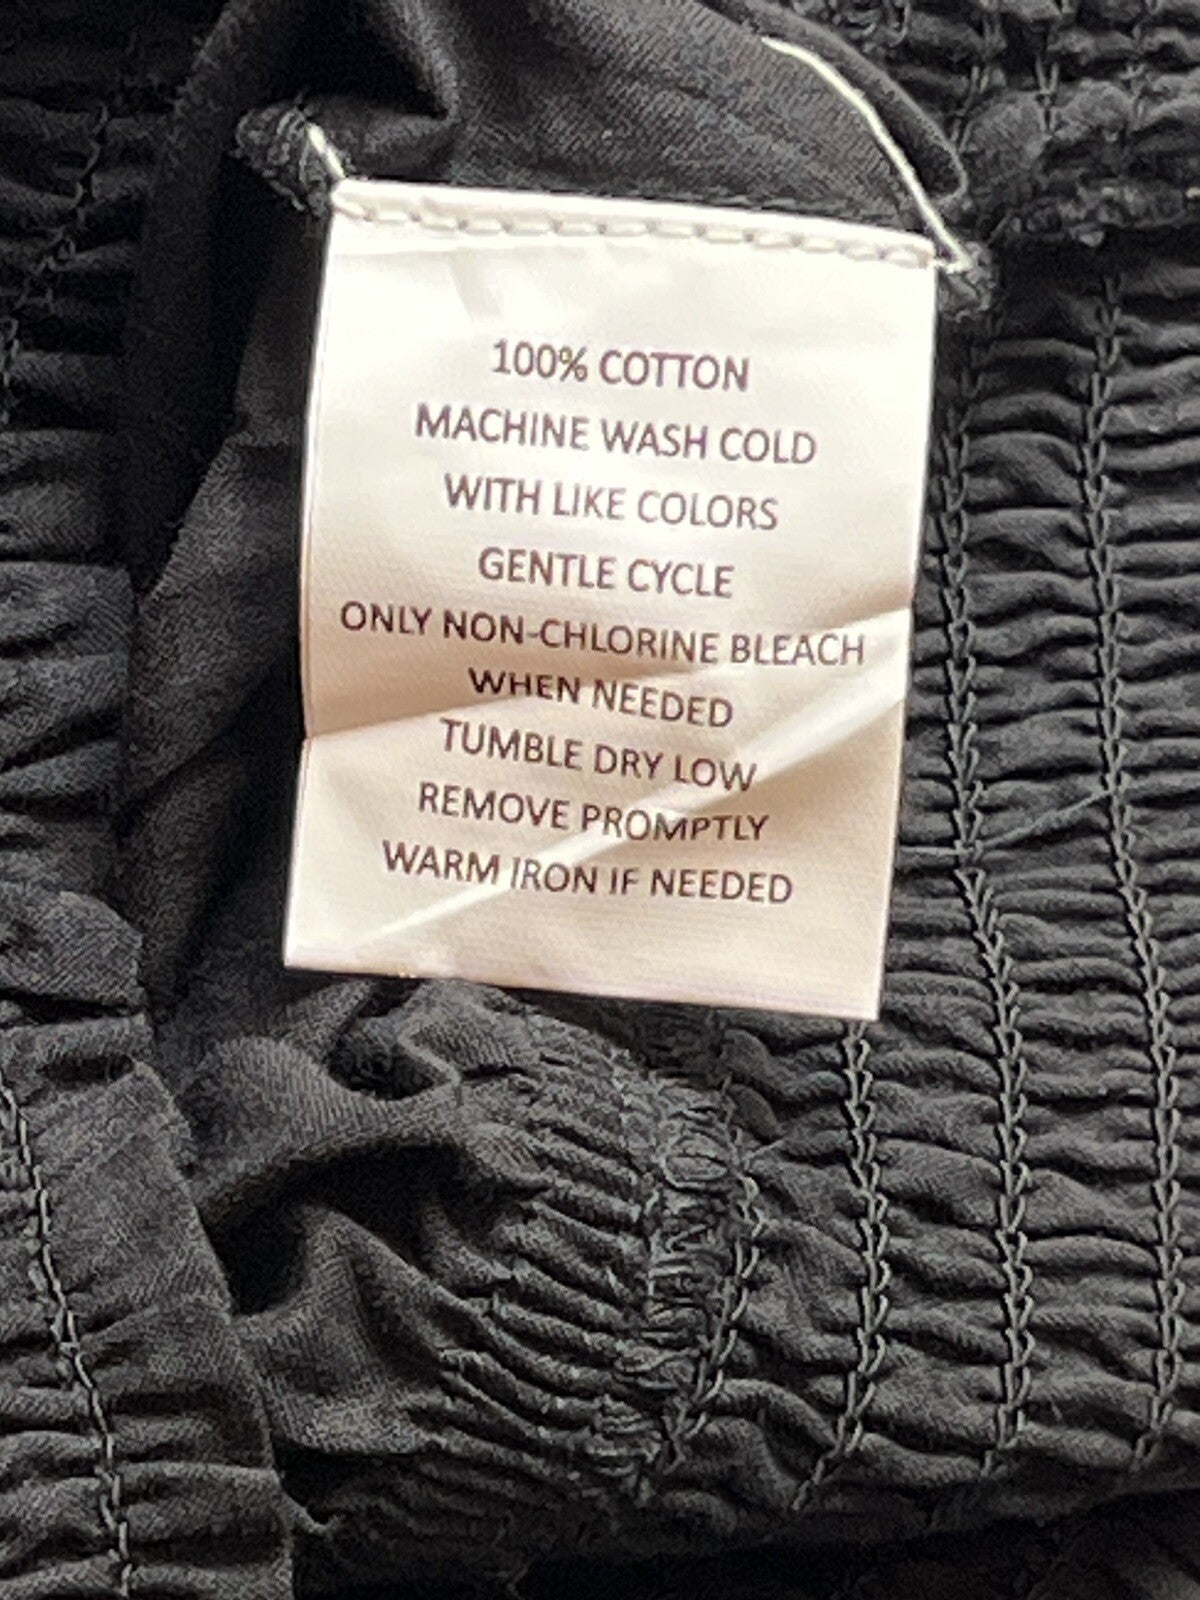 100% COTTON
MACHINE WASH COLD
WITH LIKE COLORS
GENTLE CYCLE
ONLY NON-CHLORINE BLEACH
WHEN NEEDED
TUMBLE DRY LOW
REMOVE PROMPTLY
WARM IRON IF NEEDED